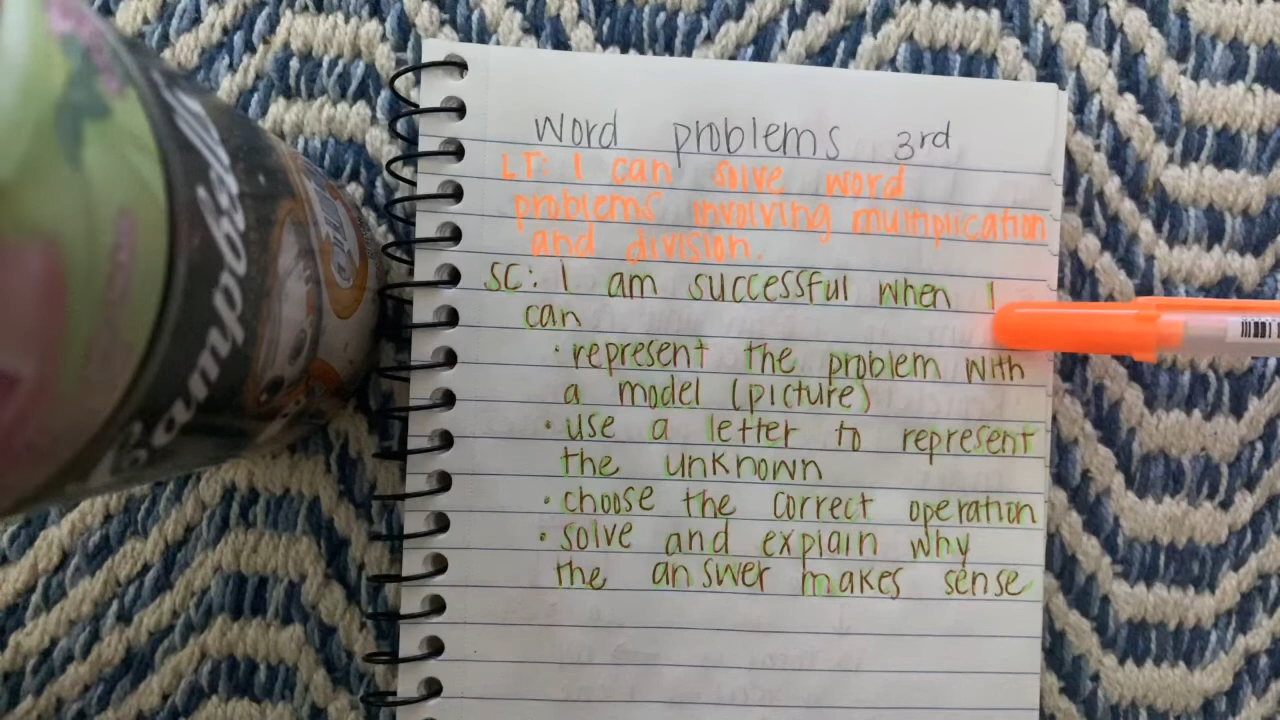 word problems 3rd
LT: I can solve word
problems involving multiplication
and division.
SC: I am successful when I
can
· represent the problem with
a model (picture)
· use a letter to represent
the unknown
· choose the correct operation
· solve and explain why
the answer makes sense